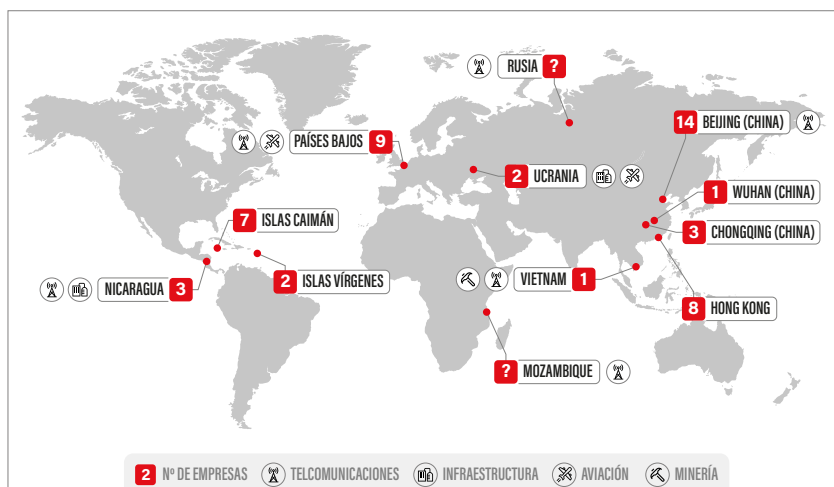 RUSIA ?
14 BEIJING (CHINA)
PAÍSES BAJOS 9
2 UCRANIA
1 WUHAN (CHINA)
7 ISLAS CAIMÁN
3 CHONGQING (CHINA)
NICARAGUA 3
2 ISLAS VÍRGENES
VIETNAM 1
8 HONG KONG
? MOZAMBIQUE
2 Nº DE EMPRESAS TELCOMUNICACIONES INFRAESTRUCTURA AVIACIÓN MINERÍA